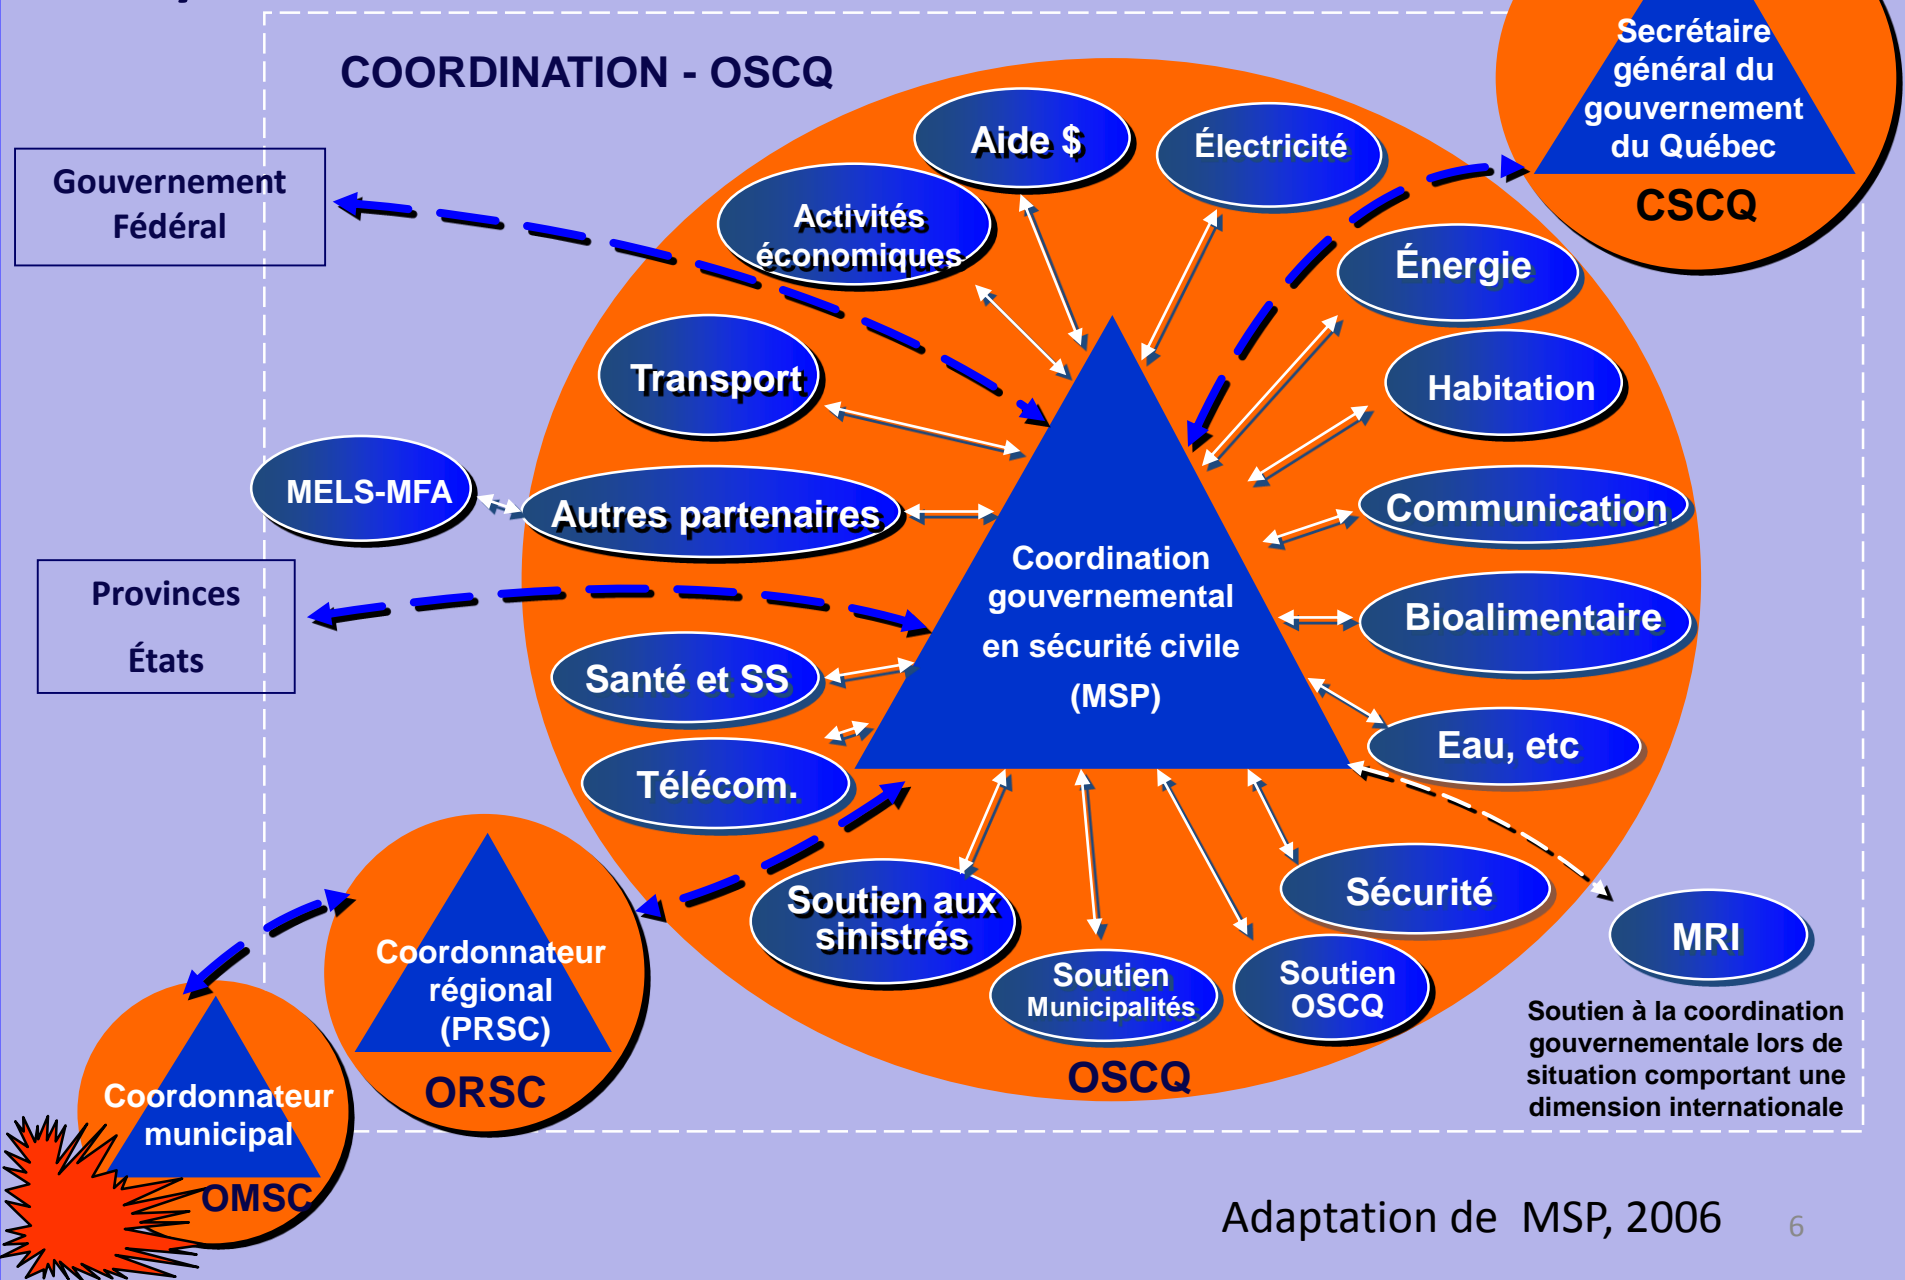 COORDINATION - OSCQ
Secrétaire
général du
gouvernement
du Québec
CSCQ
Gouvernement
Fédéral
Aide $
Électricité
Activités
économiques
Énergie
Transport
Habitation
MELS-MFA
Autres partenaires
Communication
Coordination
gouvernemental
en sécurité civile
(MSP)
Provinces
États
Bioalimentaire
Santé et SS
Eau, etc
Télécom.
Soutien aux
sinistrés
Sécurité
MRI
Soutien
Municipalités
Soutien
OSCQ
OSCQ
Soutien à la coordination
gouvernementale lors de
situation comportant une
dimension internationale
Coordonnateur
régional
(PRSC)
ORSC
Coordonnateur
municipal
OMSC
Adaptation de MSP, 2006
6